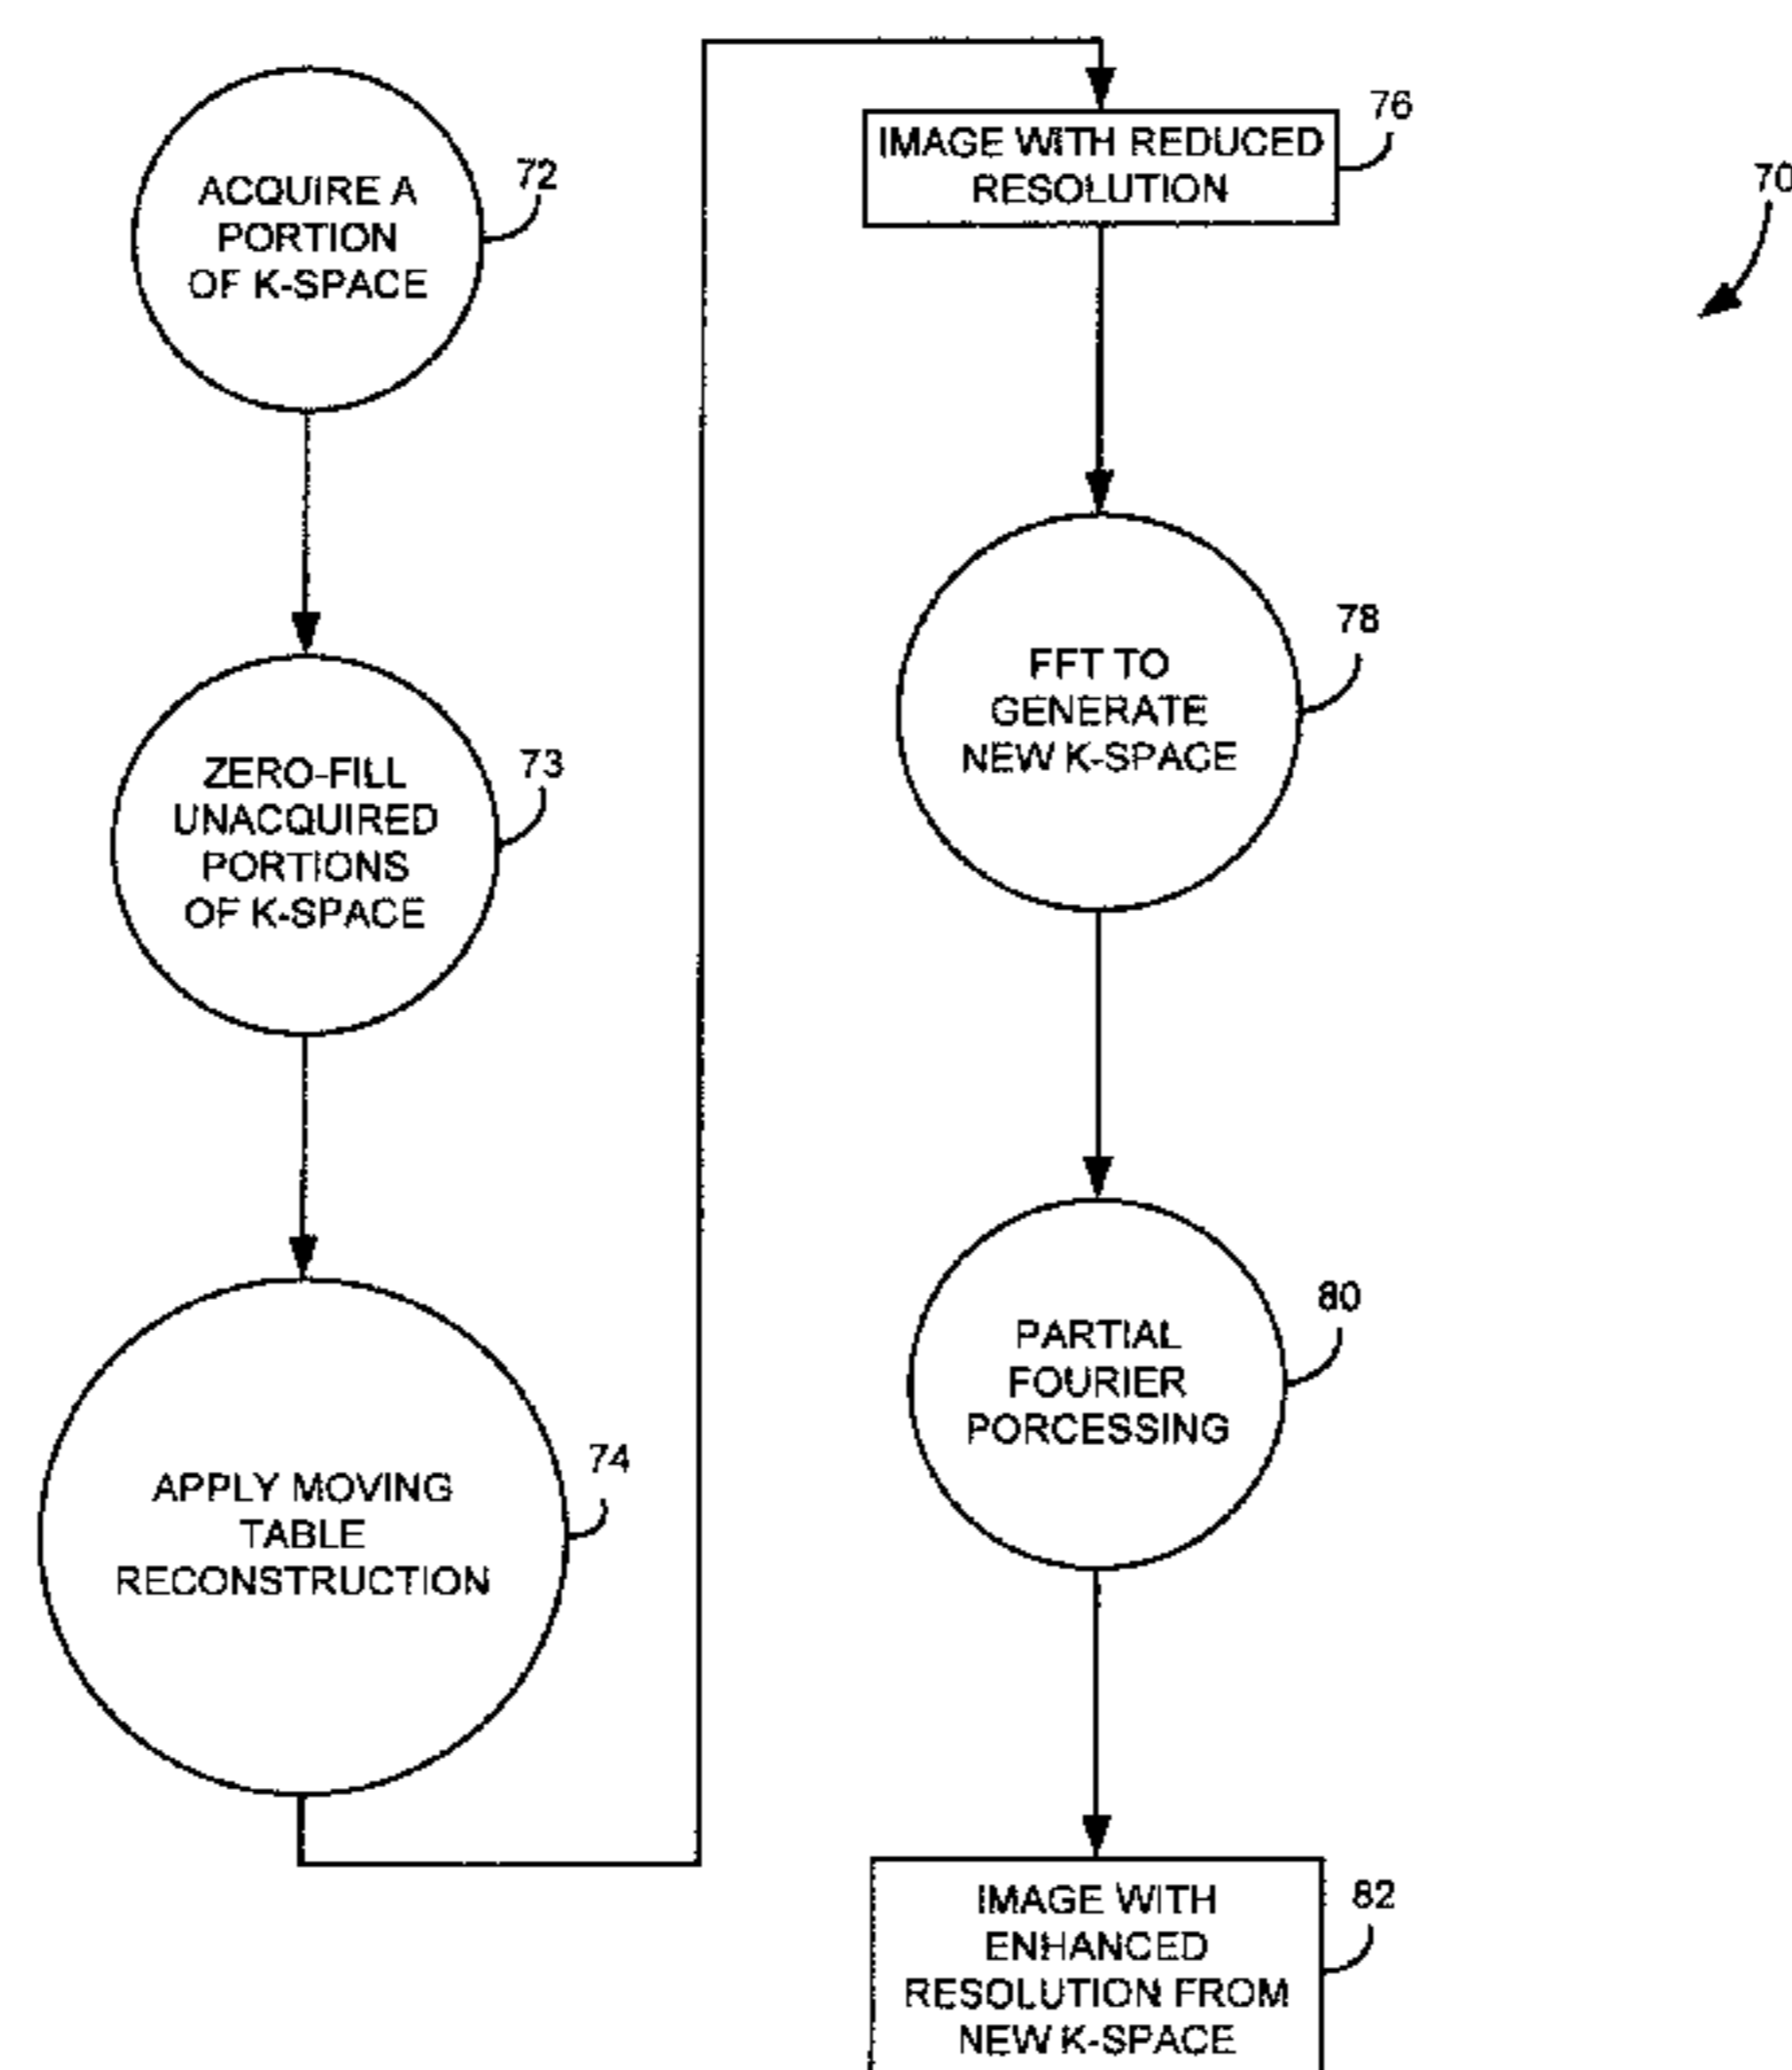 ACQUIRE A
PORTION
OF K-SPACE
72
ZERO-FILL
UNACQUIRED
PORTIONS
OF K-SPACE
73
APPLY MOVING
TABLE
RECONSTRUCTION
74
IMAGE WITH REDUCED
RESOLUTION
76
70
FFT TO
GENERATE
NEW K-SPACE
78
PARTIAL
FOURIER
PORCESSING
80
IMAGE WITH
ENHANCED
RESOLUTION FROM
NEW K-SPACE
82